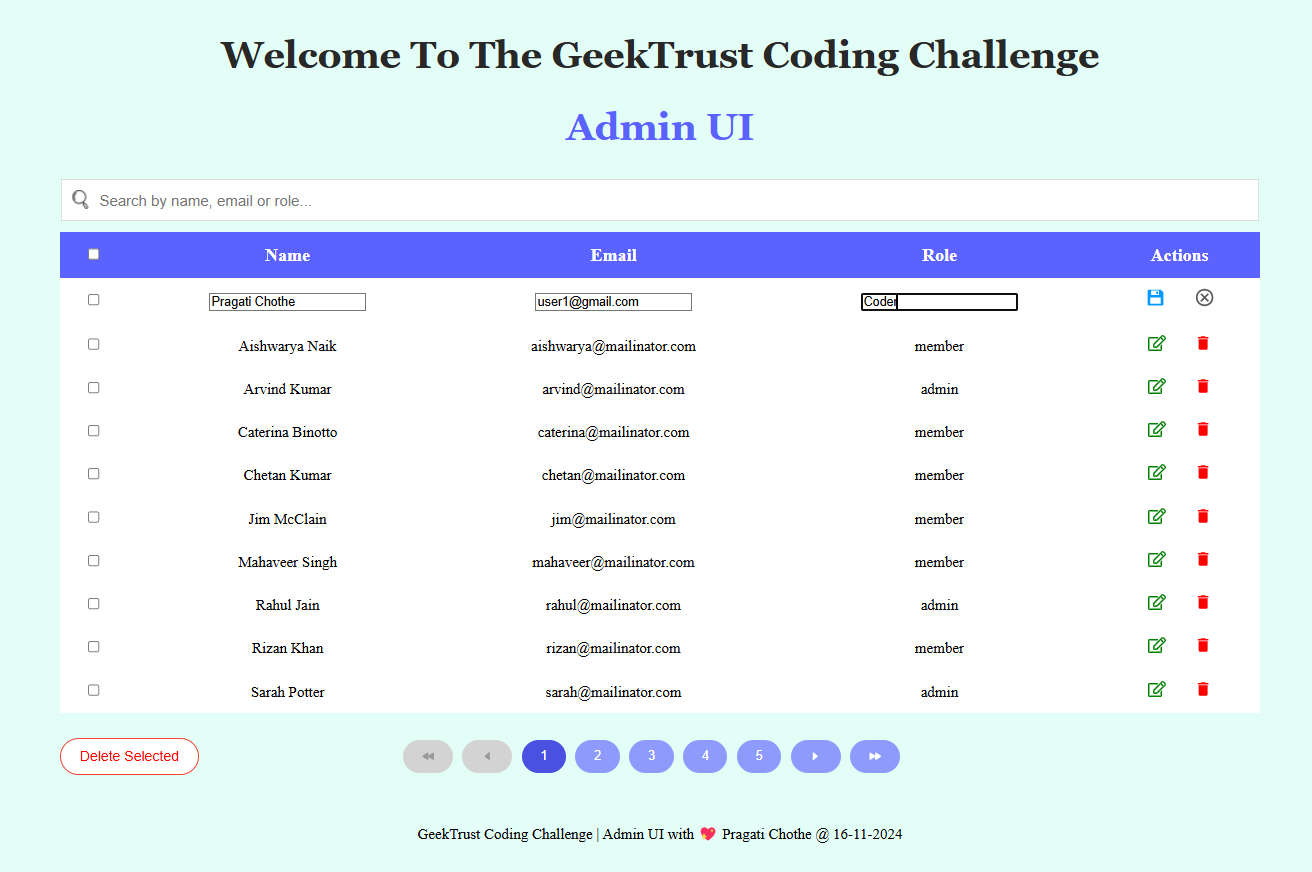 Welcome To The GeekTrust Coding Challenge
Admin UI
Search by name, email or role...
Name Email Role Actions
Pragati Chothe user1@gmail.com Coder
Aishwarya Naik aishwarya@mailinator.com member
Arvind Kumar arvind@mailinator.com admin
Caterina Binotto caterina@mailinator.com member
Chetan Kumar chetan@mailinator.com member
Jim McClain jim@mailinator.com member
Mahaveer Singh mahaveer@mailinator.com member
Rahul Jain rahul@mailinator.com admin
Rizan Khan rizan@mailinator.com member
Sarah Potter sarah@mailinator.com admin
Delete Selected 1 2 3 4 5
GeekTrust Coding Challenge | Admin UI with 💖 Pragati Chothe @ 16-11-2024